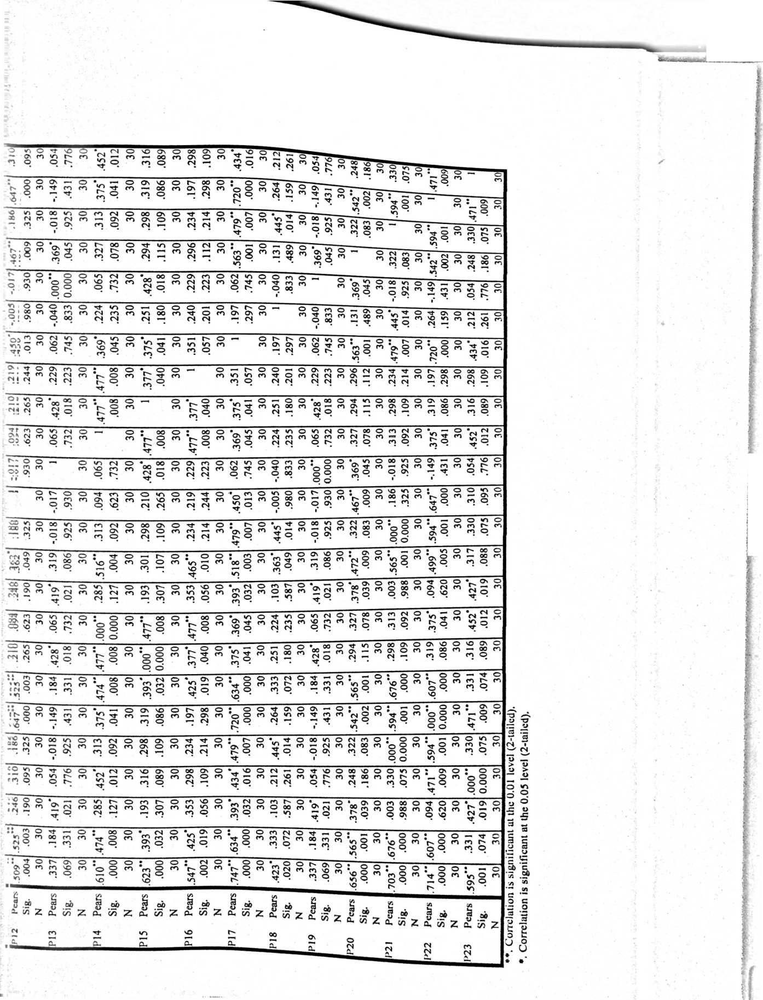 P12 Pears .509** .525** .246 .310 .186 .647** .525** .210 .094 .248 .362* .186 1 -.017 .094 .210 .219 .450* -.005 -.017 .467** .186 .647** .310
Sig. .004 .003 .190 .095 .325 .000 .003 .265 .623 .190 .049 .325 .930 .623 .265 .244 .013 .980 .930 .009 .325 .000 .095
N 30 30 30 30 30 30 30 30 30 30 30 30 30 30 30 30 30 30 30 30 30 30 30 30
P13 Pears .337 .184 .419* .054 -.018 -.149 .184 .428* .065 .419* .319 -.018 -.017 1 .065 .428* .229 .062 -.040 .000** .369* -.018 -.149 .054
Sig. .069 .331 .021 .776 .925 .431 .331 .018 .732 .021 .086 .925 .930 .732 .018 .223 .745 .833 0.000 .045 .925 .431 .776
N 30 30 30 30 30 30 30 30 30 30 30 30 30 30 30 30 30 30 30 30 30 30 30 30
P14 Pears .610** .474** .285 .452* .313 .375* .474** .477** .000** .285 .516** .313 .094 .065 1 .477** .477** .369* .224 .065 .327 .313 .375* .452*
Sig. .000 .008 .127 .012 .092 .041 .008 .008 0.000 .127 .004 .092 .623 .732 .008 .008 .045 .235 .732 .078 .092 .041 .012
N 30 30 30 30 30 30 30 30 30 30 30 30 30 30 30 30 30 30 30 30 30 30 30 30
P15 Pears .623** .393* .193 .316 .298 .319 .393* .000** .477** .193 .301 .298 .210 .428* .477** 1 .377* .375* .251 .428* .294 .298 .319 .316
Sig. .000 .032 .307 .089 .109 .086 .032 0.000 .008 .307 .107 .109 .265 .018 .008 .040 .041 .180 .018 .115 .109 .086 .089
N 30 30 30 30 30 30 30 30 30 30 30 30 30 30 30 30 30 30 30 30 30 30 30 30
P16 Pears .547** .425* .353 .298 .234 .197 .425* .377* .477** .353 .465** .234 .219 .229 .477** .377* 1 .351 .240 .229 .296 .234 .197 .298
Sig. .002 .019 .056 .109 .214 .298 .019 .040 .008 .056 .010 .214 .244 .223 .008 .040 .057 .201 .223 .112 .214 .298 .109
N 30 30 30 30 30 30 30 30 30 30 30 30 30 30 30 30 30 30 30 30 30 30 30 30
P17 Pears .747** .634** .393* .434* .479** .720** .634** .375* .369* .393* .518** .479** .450* .062 .369* .375* .351 1 .197 .062 .563** .479** .720** .434*
Sig. .000 .000 .032 .016 .007 .000 .000 .041 .045 .032 .003 .007 .013 .745 .045 .041 .057 .297 .745 .001 .007 .000 .016
N 30 30 30 30 30 30 30 30 30 30 30 30 30 30 30 30 30 30 30 30 30 30 30 30
P18 Pears .423* .333 .103 .212 .445* .264 .333 .251 .224 .103 .363* .445* -.005 -.040 .224 .251 .240 .197 1 -.040 .131 .445* .264 .212
Sig. .020 .072 .587 .261 .014 .159 .072 .180 .235 .587 .049 .014 .980 .833 .235 .180 .201 .297 .833 .489 .014 .159 .261
N 30 30 30 30 30 30 30 30 30 30 30 30 30 30 30 30 30 30 30 30 30 30 30 30
P19 Pears .337 .184 .419* .054 -.018 -.149 .184 .428* .065 .419* .319 -.018 -.017 .000** .065 .428* .229 .062 -.040 1 .369* -.018 -.149 .054
Sig. .069 .331 .021 .776 .925 .431 .331 .018 .732 .021 .086 .925 .930 0.000 .732 .018 .223 .745 .833 .045 .925 .431 .776
N 30 30 30 30 30 30 30 30 30 30 30 30 30 30 30 30 30 30 30 30 30 30 30 30
P20 Pears .656** .565** .378* .248 .322 .542** .565** .294 .327 .378* .472** .322 .467** .369* .327 .294 .296 .563** .131 .369* 1 .322 .542** .248
Sig. .000 .001 .039 .186 .083 .002 .001 .115 .078 .039 .009 .083 .009 .045 .078 .115 .112 .001 .489 .045 .083 .002 .186
N 30 30 30 30 30 30 30 30 30 30 30 30 30 30 30 30 30 30 30 30 30 30 30 30
P21 Pears .703** .676** .003 .330 .000** .594** .676** .298 .313 .003 .565** .000** .186 -.018 .313 .298 .234 .479** .445* -.018 .322 1 .594** .330
Sig. .000 .000 .988 .075 0.000 .001 .000 .109 .092 .988 .001 0.000 .325 .925 .092 .109 .214 .007 .014 .925 .083 .001 .075
N 30 30 30 30 30 30 30 30 30 30 30 30 30 30 30 30 30 30 30 30 30 30 30 30
P22 Pears .714** .607** .094 .471** .594** .000** .607** .319 .375* .094 .499** .594** .647** -.149 .375* .319 .197 .720** .264 -.149 .542** .594** 1 .471**
Sig. .000 .000 .620 .009 .001 0.000 .000 .086 .041 .620 .005 .001 .000 .431 .041 .086 .298 .000 .159 .431 .002 .001 .009
N 30 30 30 30 30 30 30 30 30 30 30 30 30 30 30 30 30 30 30 30 30 30 30 30
P23 Pears .595** .331 .427* .000** .330 .471** .331 .316 .452* .427* .317 .330 .310 .054 .452* .316 .298 .434* .212 .054 .248 .330 .471** 1
Sig. .001 .074 .019 0.000 .075 .009 .074 .089 .012 .019 .088 .075 .095 .776 .012 .089 .109 .016 .261 .776 .186 .075 .009
N 30 30 30 30 30 30 30 30 30 30 30 30 30 30 30 30 30 30 30 30 30 30 30 30
**. Correlation is significant at the 0.01 level (2-tailed).
*. Correlation is significant at the 0.05 level (2-tailed).